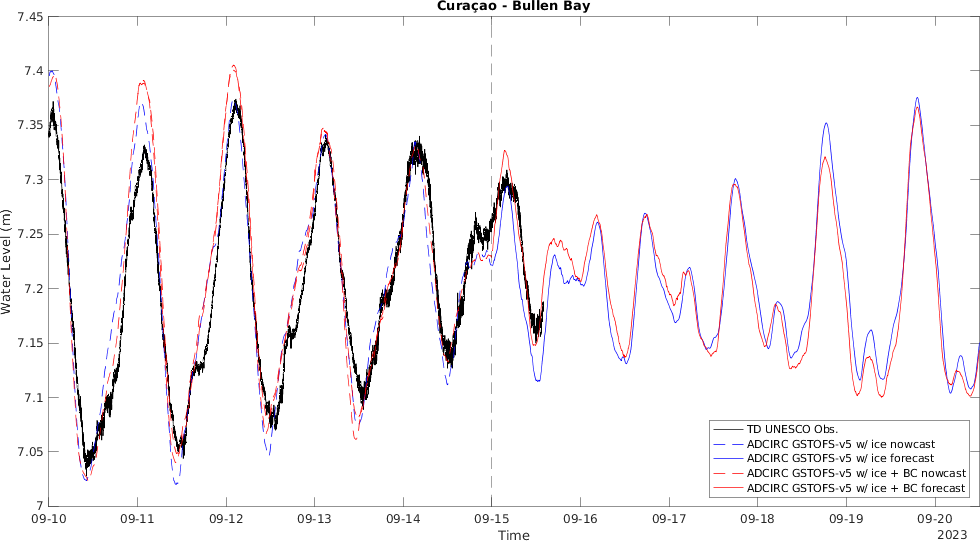 Curaçao - Bullen Bay
7.45
7.4
7.35
7.3
7.25
7.2
7.15
7.1
7.05
7
Water Level (m)
09-10 09-11 09-12 09-13 09-14 09-15 09-16 09-17 09-18 09-19 09-20
2023
Time
TD UNESCO Obs.
ADCIRC GSTOFS-v5 w/ ice nowcast
ADCIRC GSTOFS-v5 w/ ice forecast
ADCIRC GSTOFS-v5 w/ ice + BC nowcast
ADCIRC GSTOFS-v5 w/ ice + BC forecast